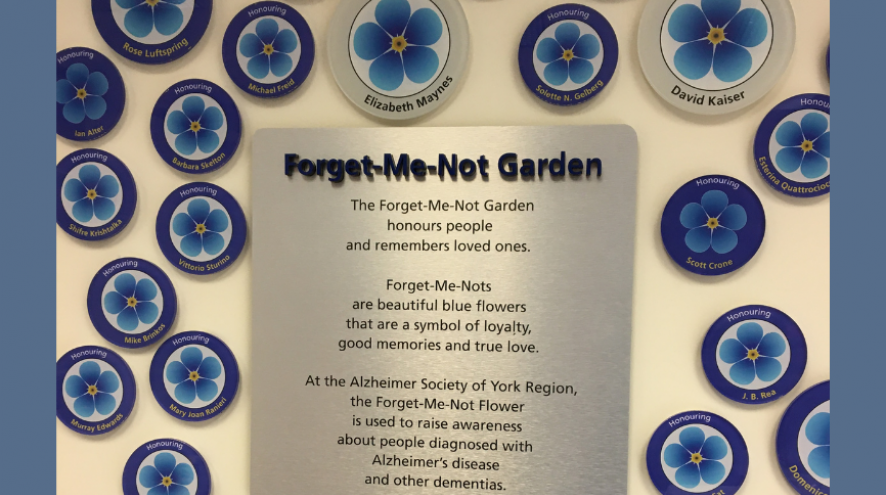 Rose Luftspring
Honouring
Michael Freid
Elizabeth Maynes
Honouring
Solette N. Gelberg
David Kaiser
Honouring
Ian Alter
Honouring
Barbara Skelton
Honouring
Esterina Quattrocioc
Forget-Me-Not Garden
The Forget-Me-Not Garden
honours people
and remembers loved ones.
Forget-Me-Nots
are beautiful blue flowers
that are a symbol of loyalty,
good memories and true love.
At the Alzheimer Society of York Region,
the Forget-Me-Not Flower
is used to raise awareness
about people diagnosed with
Alzheimer's disease
and other dementias.
Honouring
Shifre Krishtalka
Honouring
Vittorio Sturino
Honouring
Scott Crone
Honouring
Mike Brinkos
Honouring
J. B. Rea
Honouring
Murray Edwards
Honouring
Mary Joan Ranieri
Honouring
Honouring
Domenic